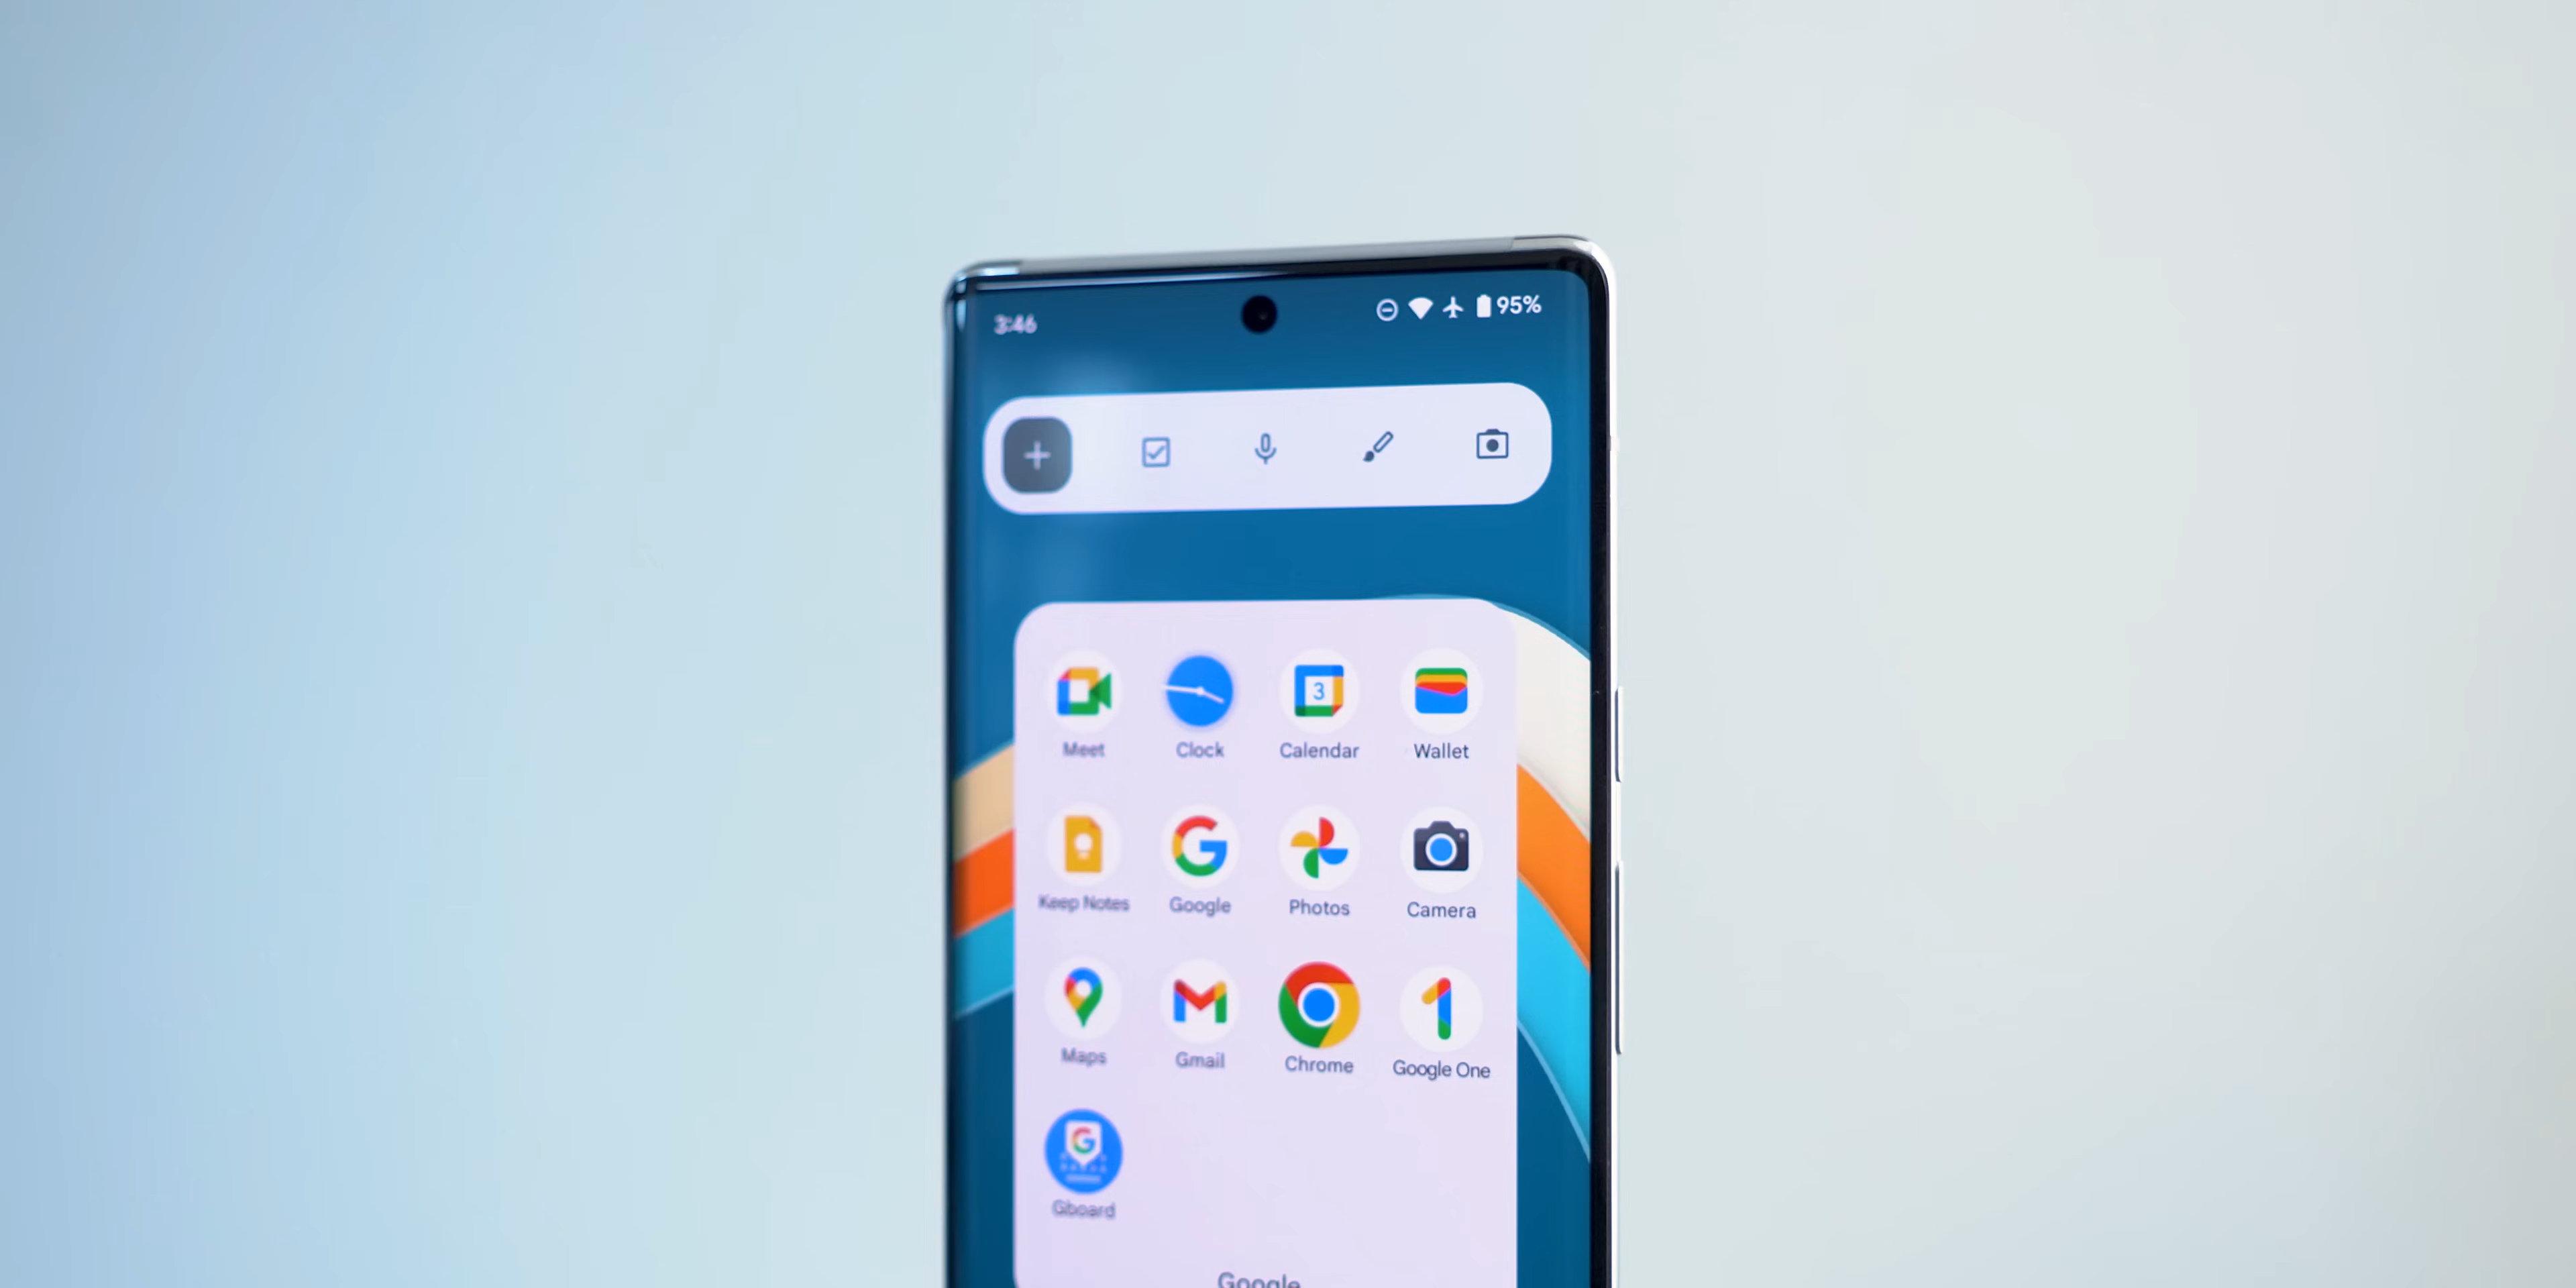 3:46 95%
3
Meet Clock Calendar Wallet
Keep Notes Google Photos Camera
Maps Gmail Chrome Google One
Gboard
Google